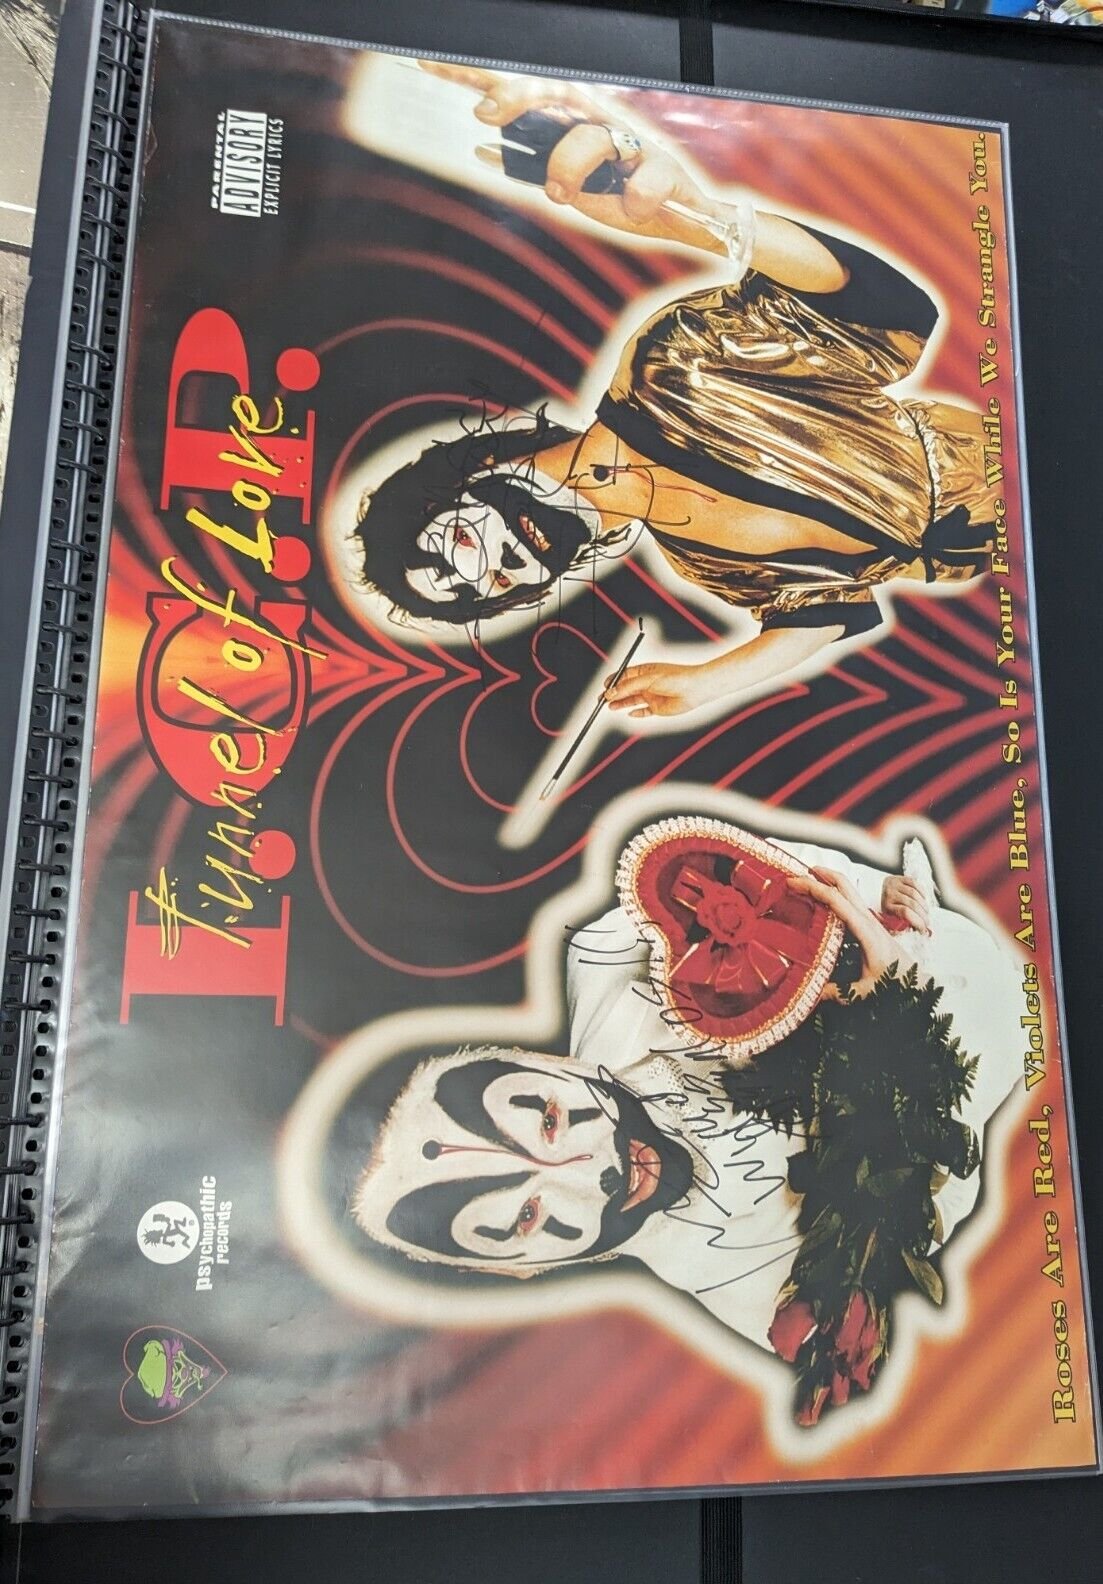 I.C.P.
Tunnel of Love
PARENTAL
ADVISORY
EXPLICIT LYRICS
psychopathic
records
Roses Are Red, Violets Are Blue, So Is Your Face While We Strangle You.